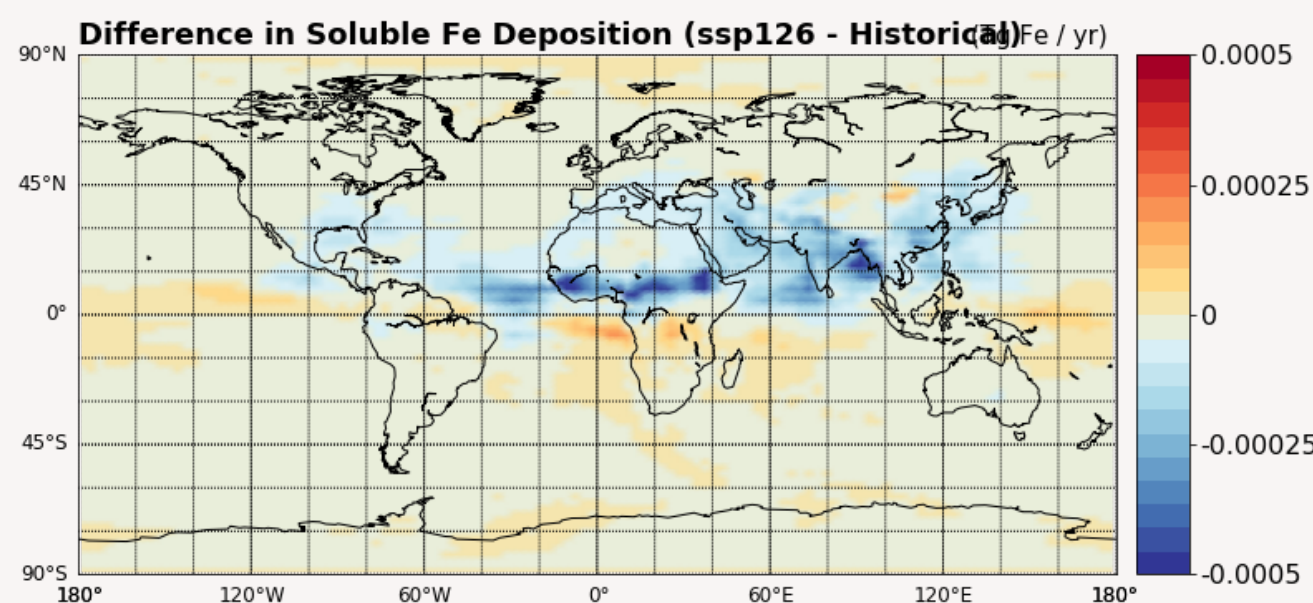 Difference in Soluble Fe Deposition (ssp126 - Historical)
(Tg Fe / yr)
90°N
45°N
0°
45°S
90°S
180°
120°W
60°W
0°
60°E
120°E
180°
0.0005
0.00025
0
-0.00025
-0.0005